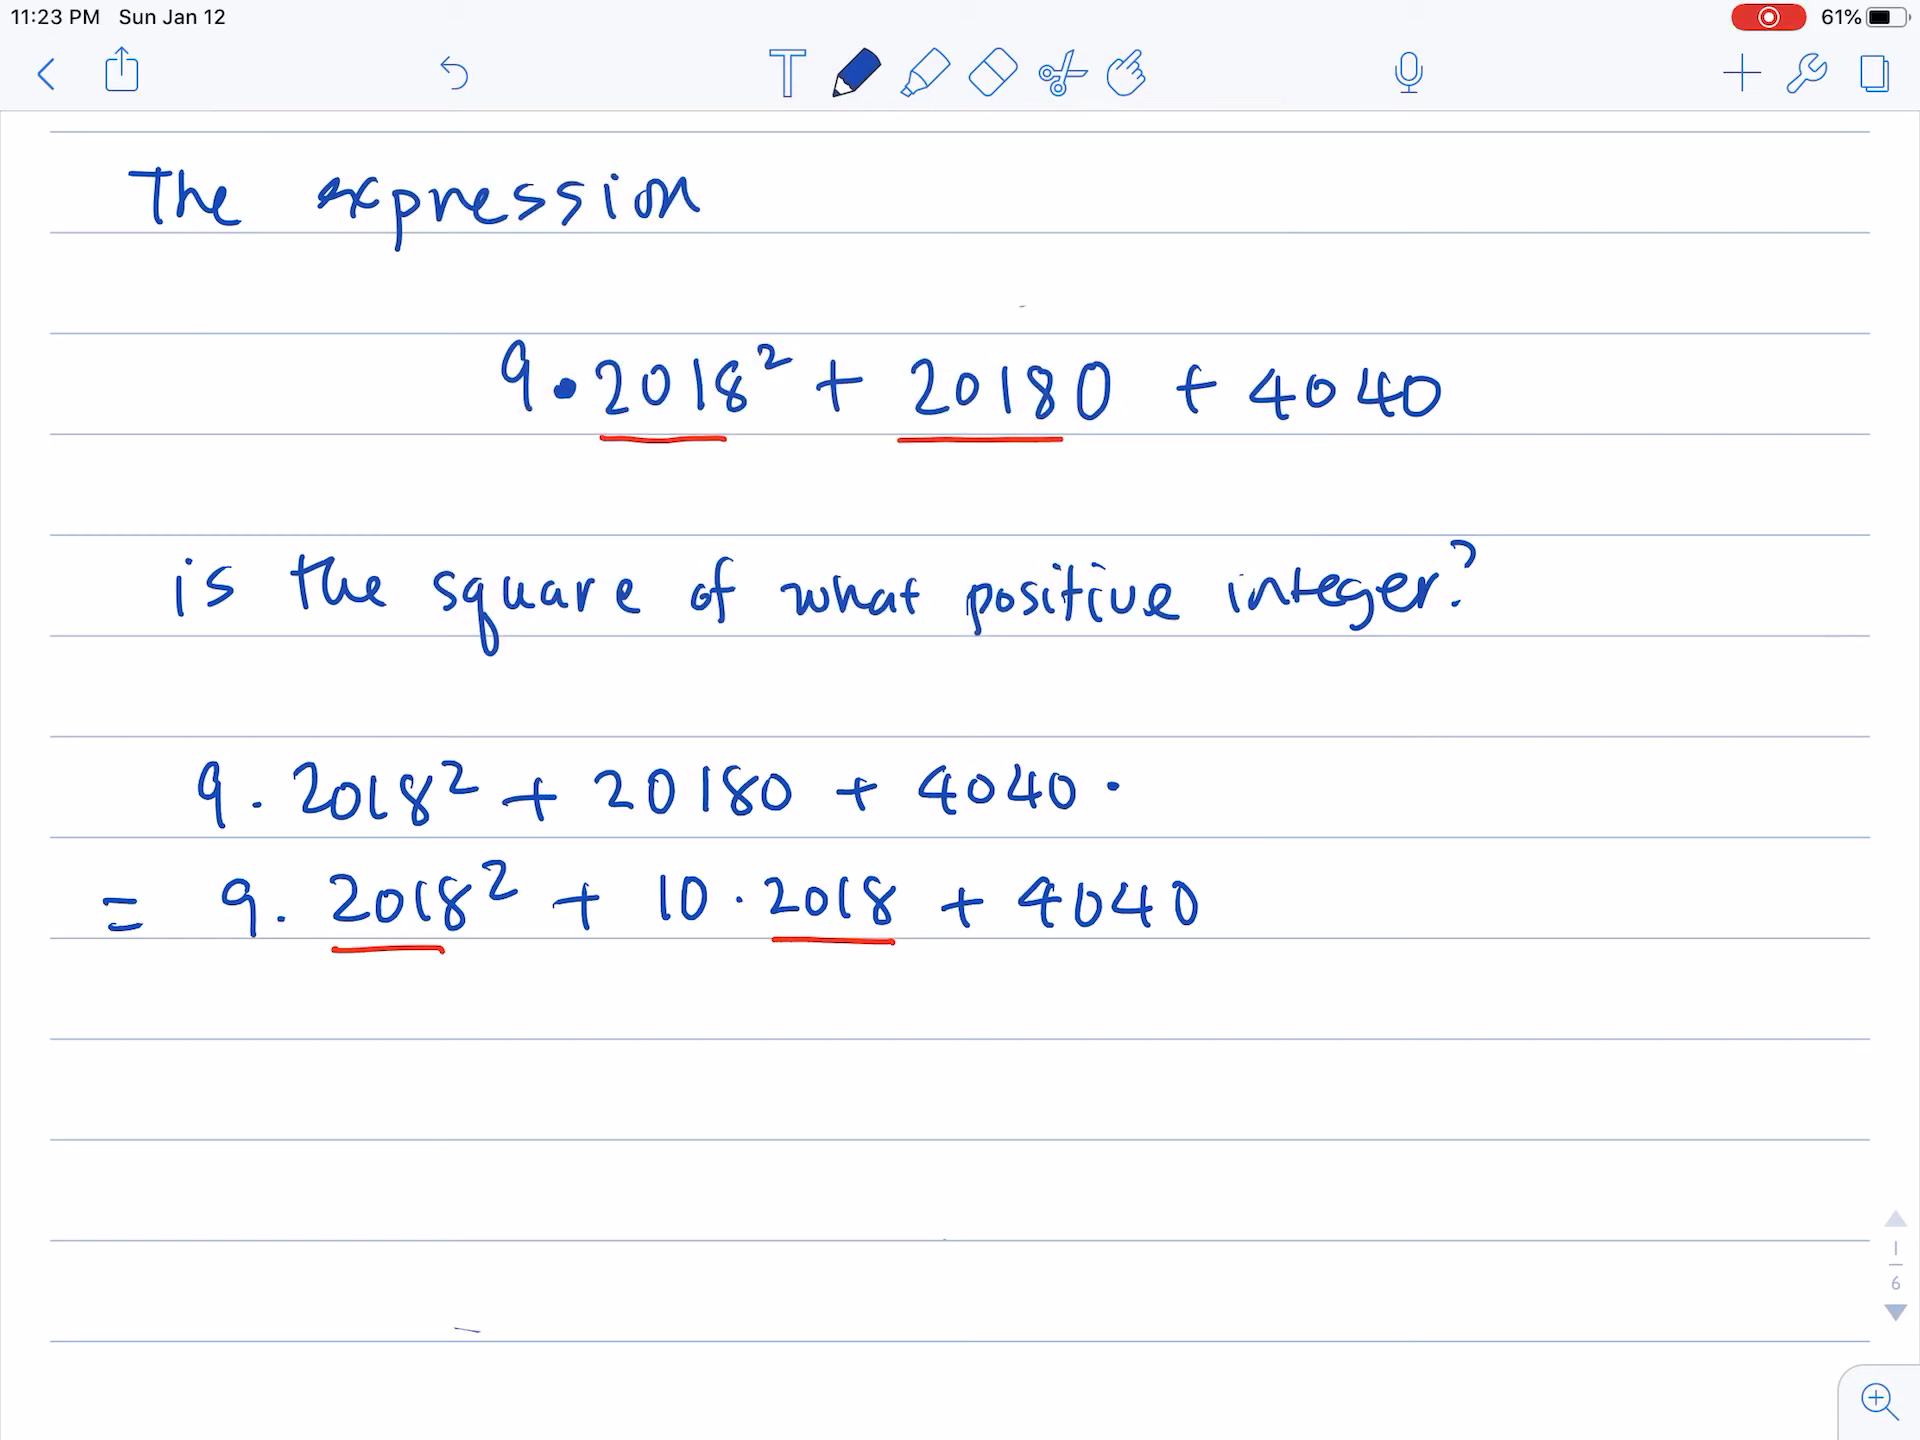 11:23 PM Sun Jan 12
61%
T
The expression
9•2018² + 20180 + 4040
is the square of what positive integer?
9. 2018² + 20180 + 4040 .
= 9. 2018² + 10 · 2018 + 4040
1
6